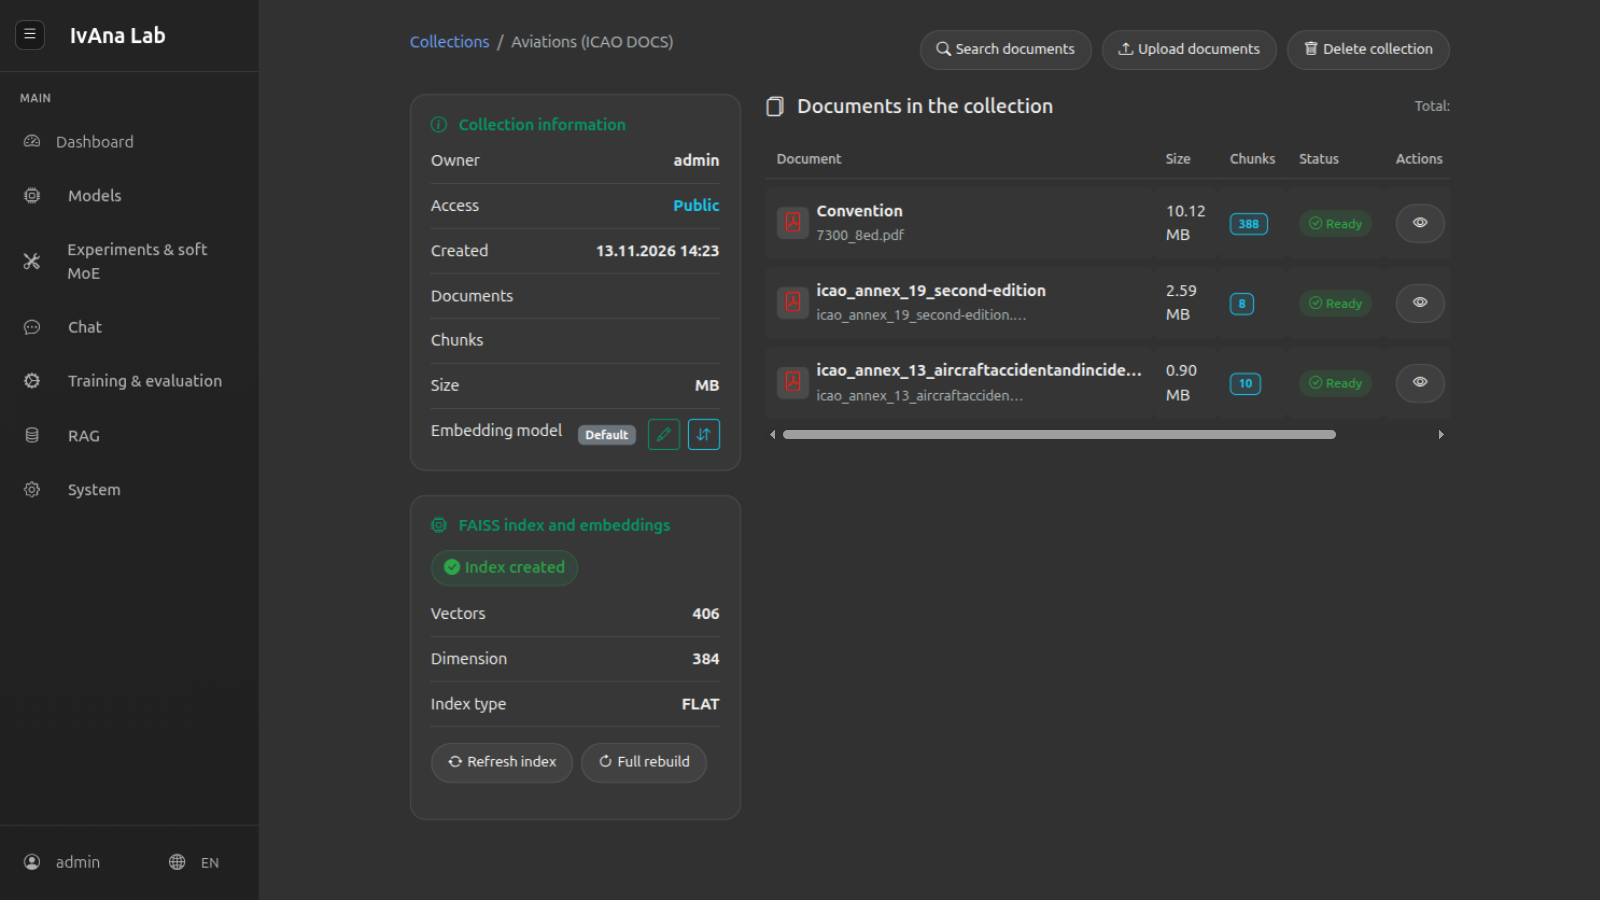 IvAna Lab
MAIN
Dashboard
Models
Experiments & soft
MoE
Chat
Training & evaluation
RAG
System
admin
EN
Collections / Aviations (ICAO DOCS)
Search documents
Upload documents
Delete collection
Collection information
Owner admin
Access Public
Created 13.11.2026 14:23
Documents
Chunks
Size MB
Embedding model Default
FAISS index and embeddings
Index created
Vectors 406
Dimension 384
Index type FLAT
Refresh index
Full rebuild
Documents in the collection
Total:
Document Size Chunks Status Actions
Convention
7300_8ed.pdf
10.12
MB
388
Ready
icao_annex_19_second-edition
icao_annex_19_second-edition....
2.59
MB
8
Ready
icao_annex_13_aircraftaccidentandincide...
icao_annex_13_aircraftacciden...
0.90
MB
10
Ready